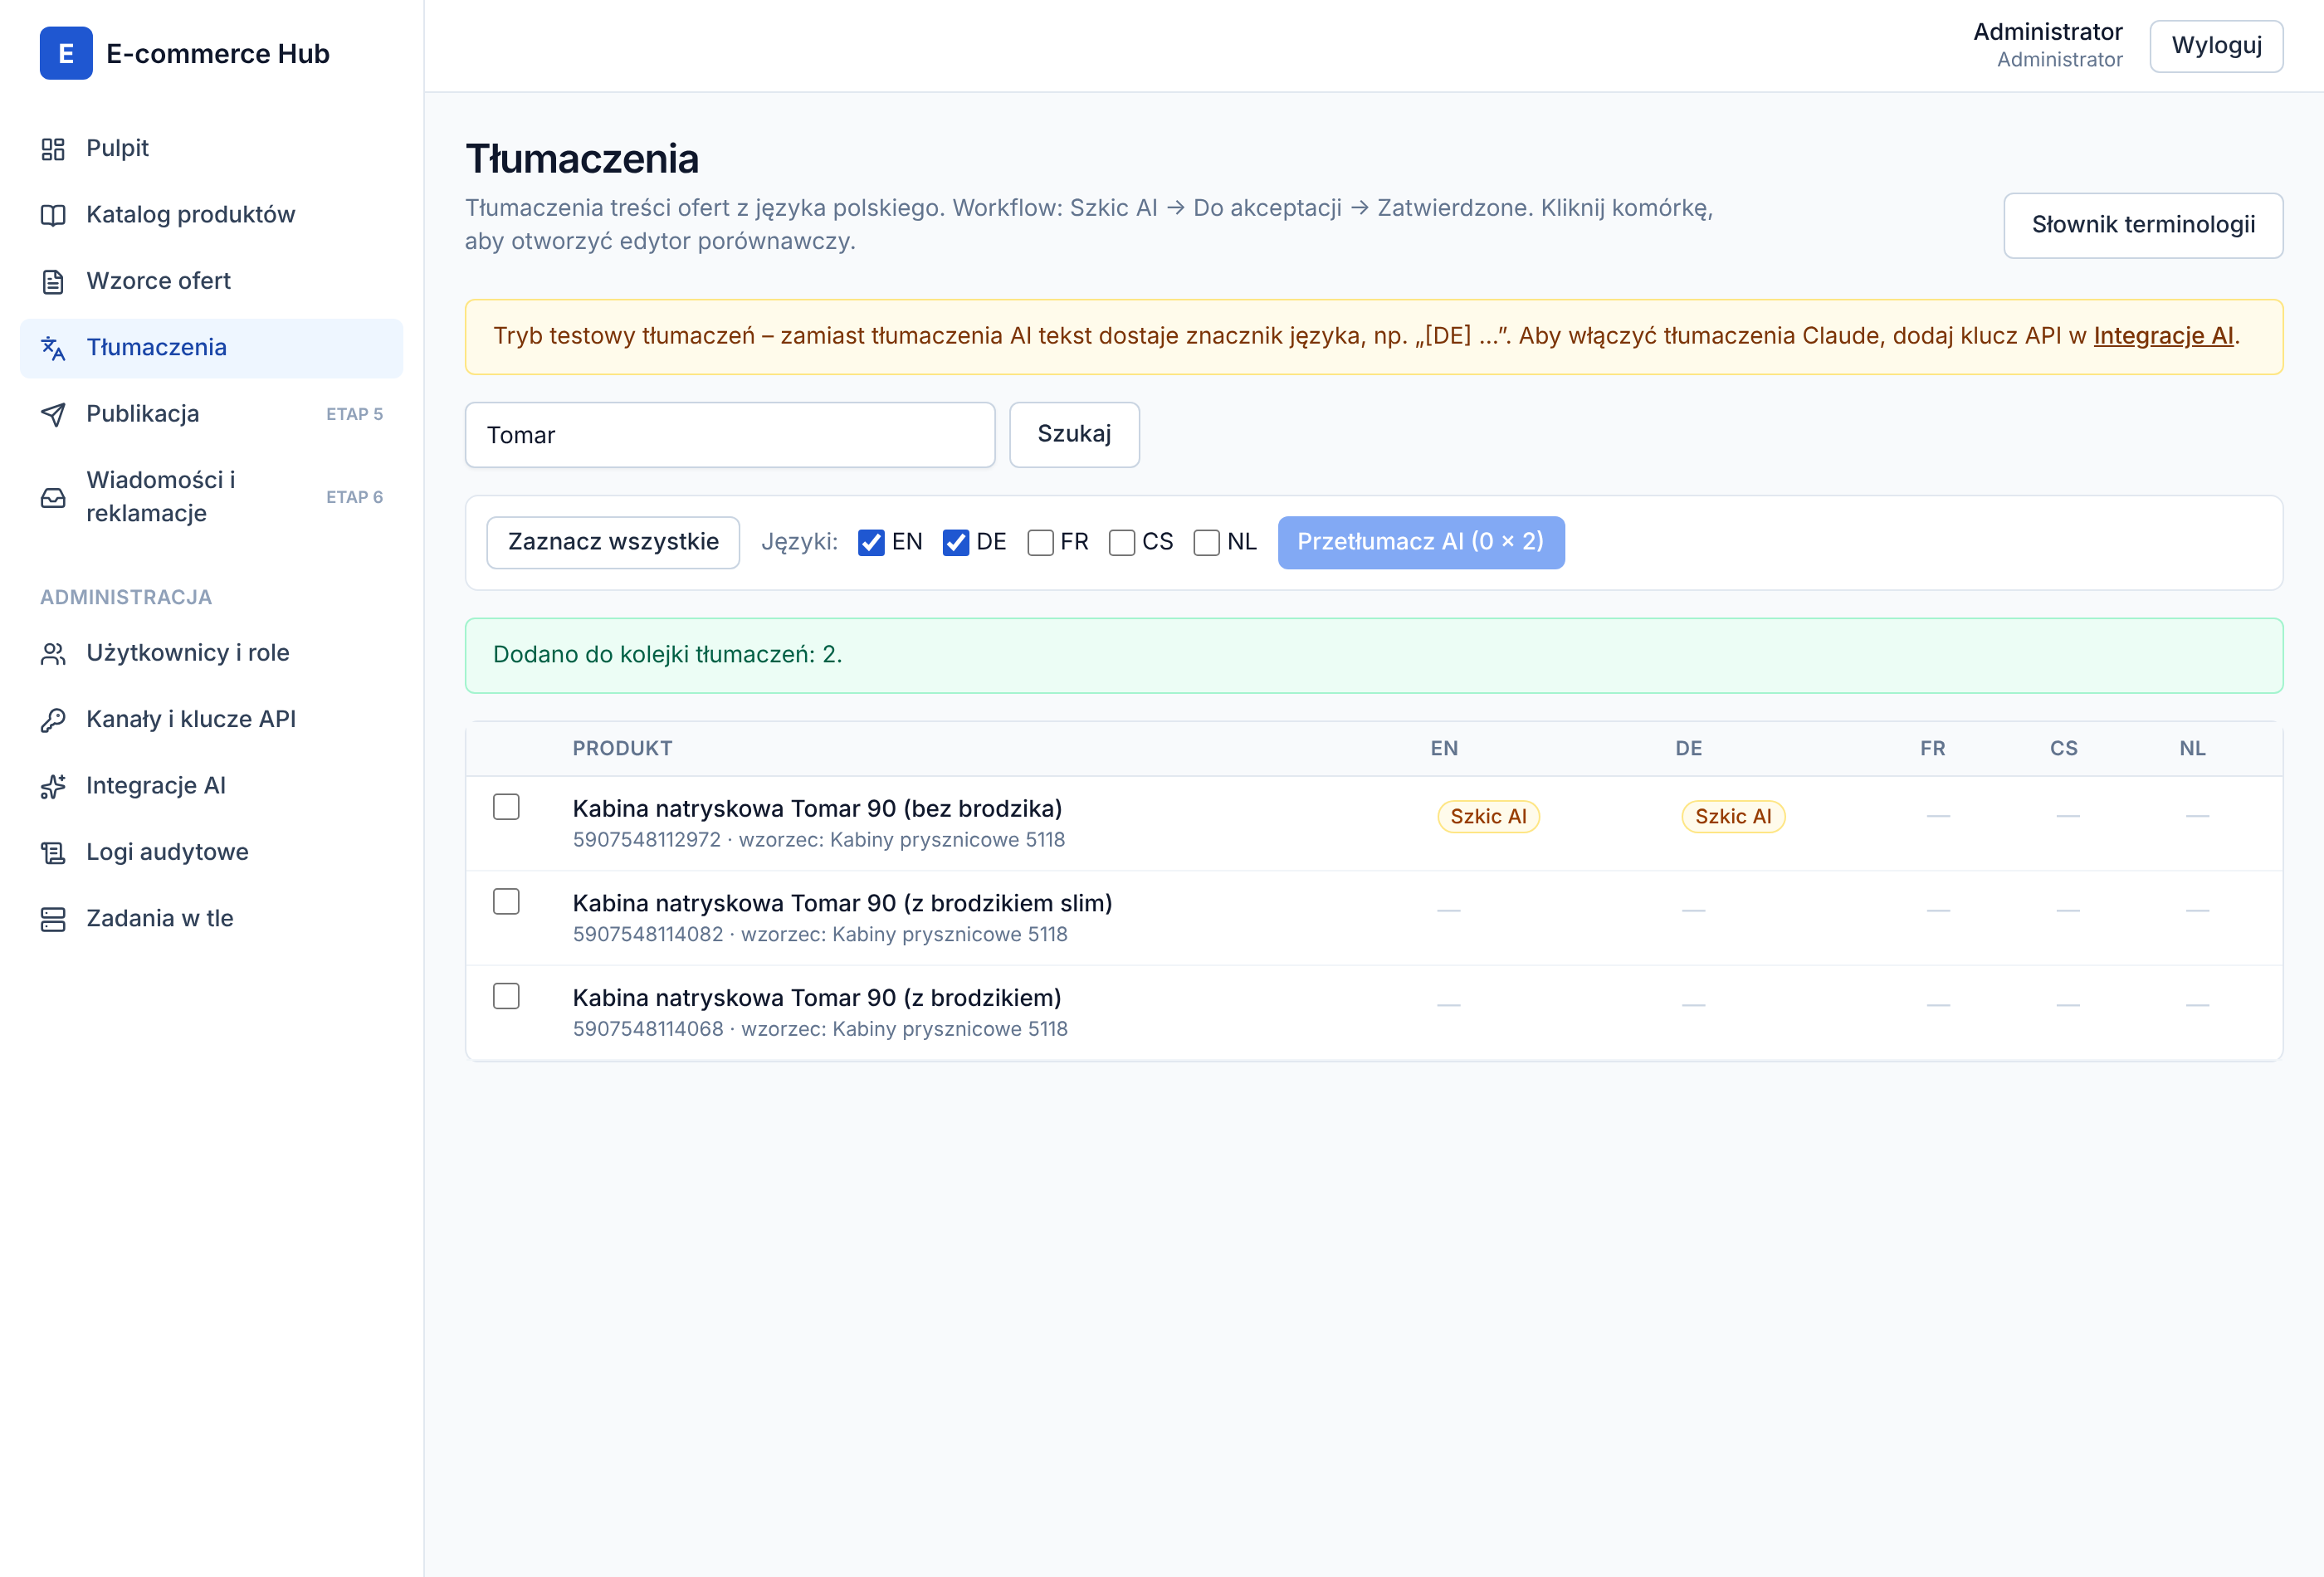 E
E-commerce Hub
Pulpit
Katalog produktów
Wzorce ofert
Tłumaczenia
Publikacja
ETAP 5
Wiadomości i
reklamacje
ETAP 6
ADMINISTRACJA
Użytkownicy i role
Kanały i klucze API
Integracje AI
Logi audytowe
Zadania w tle
Administrator
Administrator
Wyloguj
Tłumaczenia
Tłumaczenia treści ofert z języka polskiego. Workflow: Szkic AI → Do akceptacji → Zatwierdzone. Kliknij komórkę,
aby otworzyć edytor porównawczy.
Słownik terminologii
Tryb testowy tłumaczeń – zamiast tłumaczenia AI tekst dostaje znacznik języka, np. „[DE] ...”. Aby włączyć tłumaczenia Claude, dodaj klucz API w Integracje AI.
Tomar
Szukaj
Zaznacz wszystkie
Języki:
EN
DE
FR
CS
NL
Przetłumacz AI (0 × 2)
Dodano do kolejki tłumaczeń: 2.
PRODUKT EN DE FR CS NL
Kabina natryskowa Tomar 90 (bez brodzika)
Szkic AI
Szkic AI
—
—
—
5907548112972 · wzorzec: Kabiny prysznicowe 5118
Kabina natryskowa Tomar 90 (z brodzikiem slim)
—
—
—
—
—
5907548114082 · wzorzec: Kabiny prysznicowe 5118
Kabina natryskowa Tomar 90 (z brodzikiem)
—
—
—
—
—
5907548114068 · wzorzec: Kabiny prysznicowe 5118